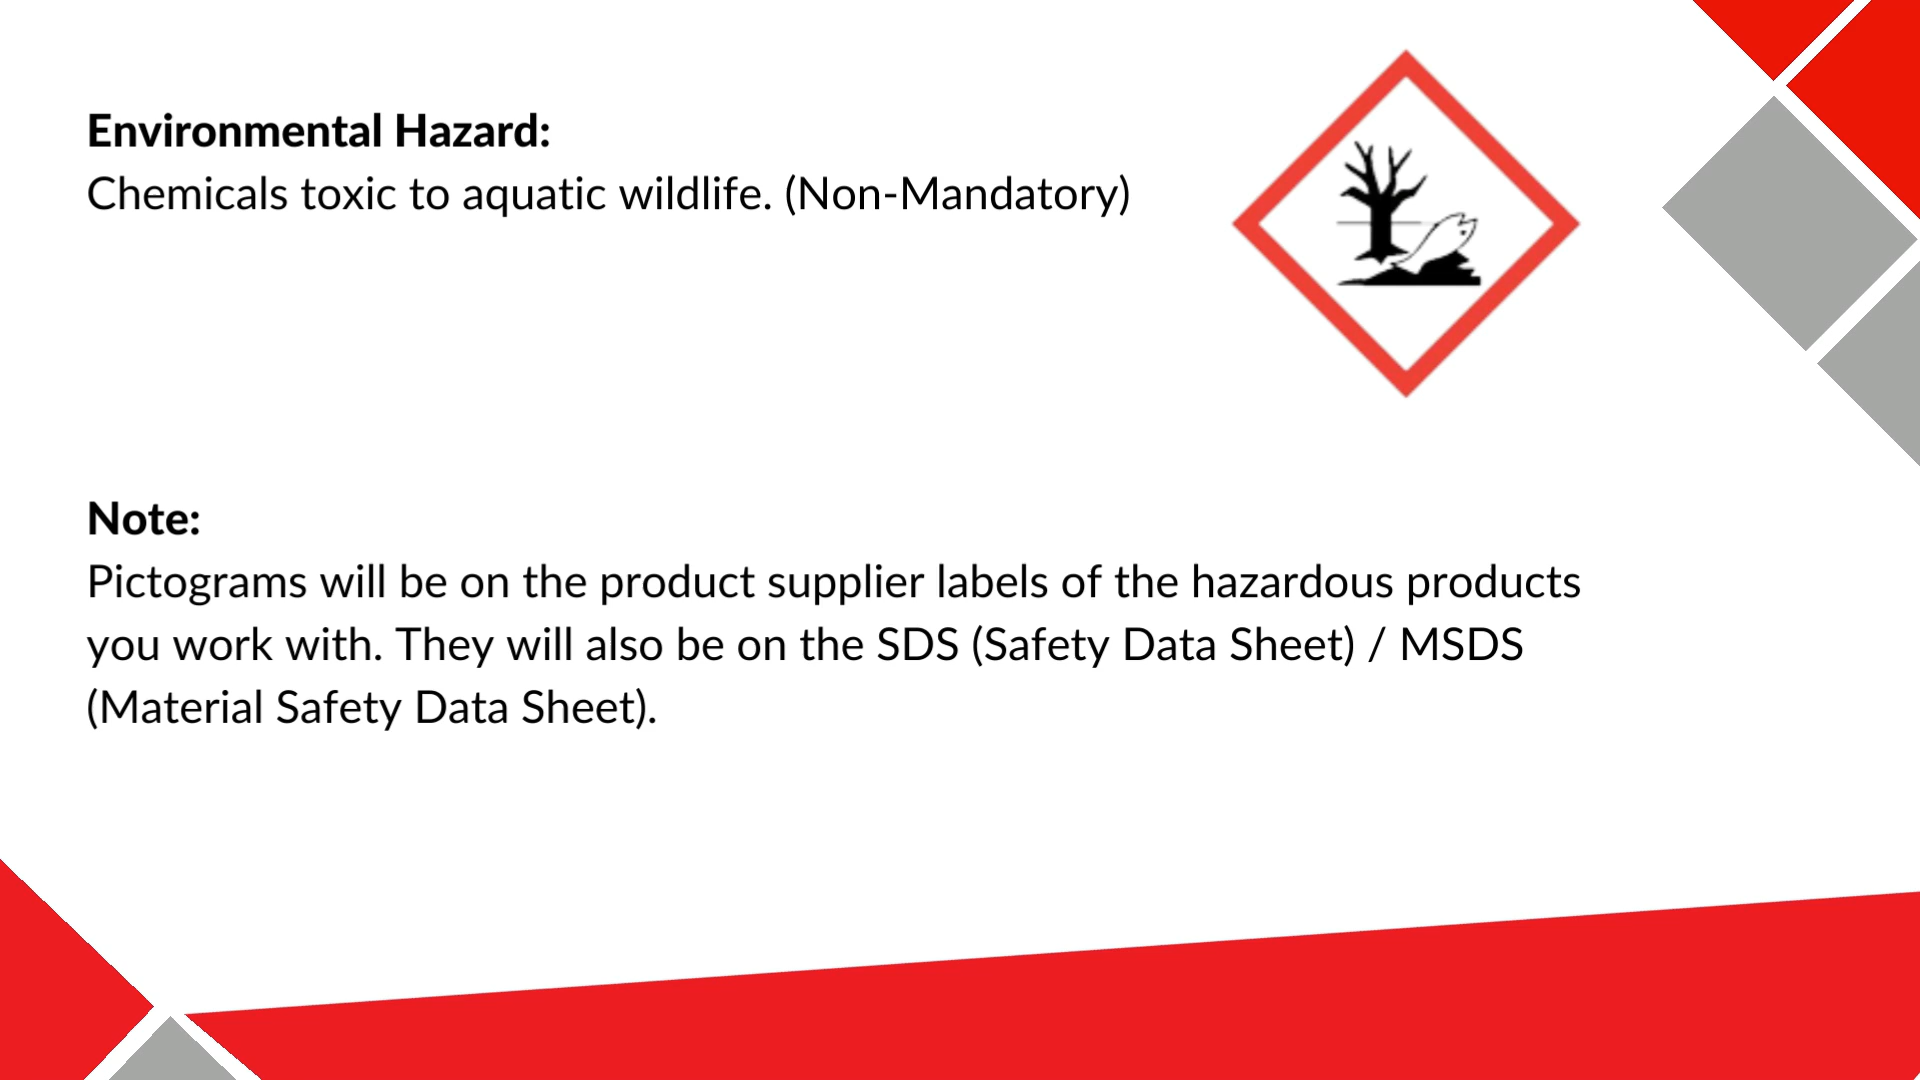 Environmental Hazard:
Chemicals toxic to aquatic wildlife. (Non-Mandatory)
Note:
Pictograms will be on the product supplier labels of the hazardous products
you work with. They will also be on the SDS (Safety Data Sheet) / MSDS
(Material Safety Data Sheet).